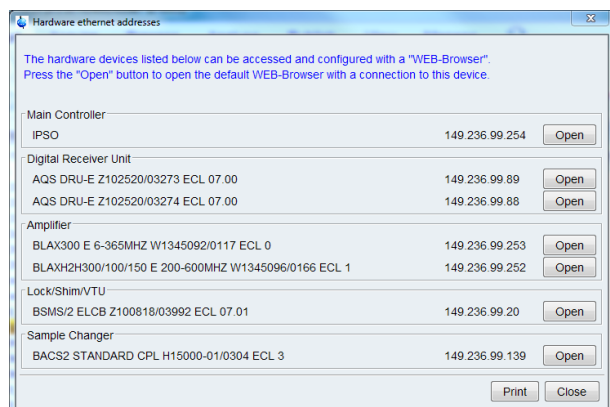 Hardware ethernet addresses
The hardware devices listed below can be accessed and configured with a "WEB-Browser".
Press the "Open" button to open the default WEB-Browser with a connection to this device.
Main Controller
IPSO 149.236.99.254 Open
Digital Receiver Unit
AQS DRU-E Z102520/03273 ECL 07.00 149.236.99.89 Open
AQS DRU-E Z102520/03274 ECL 07.00 149.236.99.88 Open
Amplifier
BLAX300 E 6-365MHZ W1345092/0117 ECL 0 149.236.99.253 Open
BLAXH2H300/100/150 E 200-600MHZ W1345096/0166 ECL 1 149.236.99.252 Open
Lock/Shim/VTU
BSMS/2 ELCB Z100818/03992 ECL 07.01 149.236.99.20 Open
Sample Changer
BACS2 STANDARD CPL H15000-01/0304 ECL 3 149.236.99.139 Open
Print Close